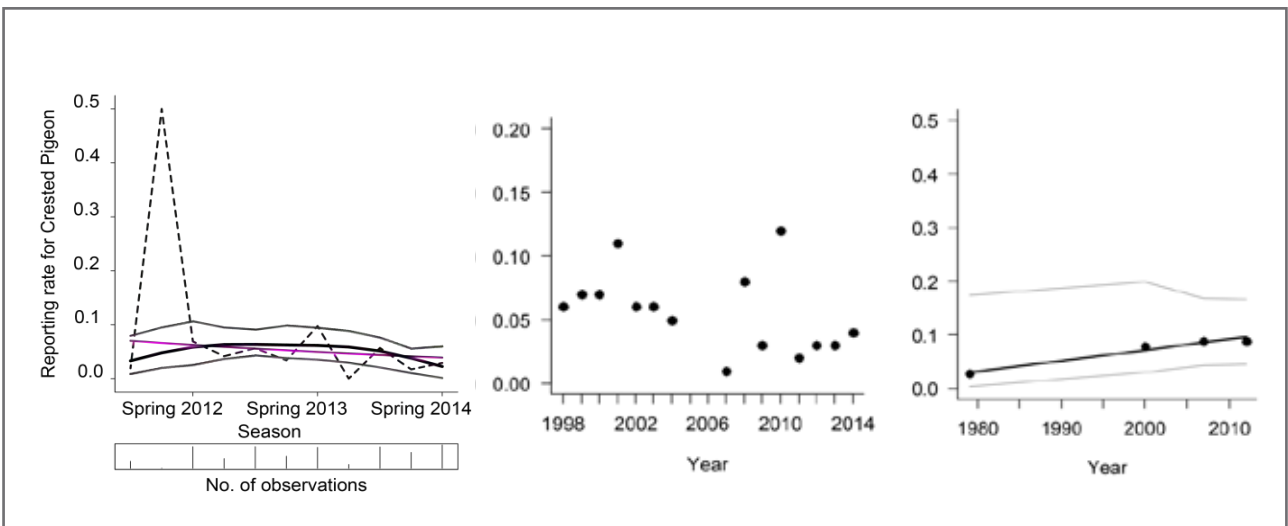 Reporting rate for Crested Pigeon
0.5
0.4
0.3
0.2
0.1
0.0
Spring 2012 Spring 2013 Spring 2014
Season
No. of observations
0.20
0.15
0.10
0.05
0.00
1998 2002 2006 2010 2014
Year
0.5
0.4
0.3
0.2
0.1
0.0
1980 1990 2000 2010
Year